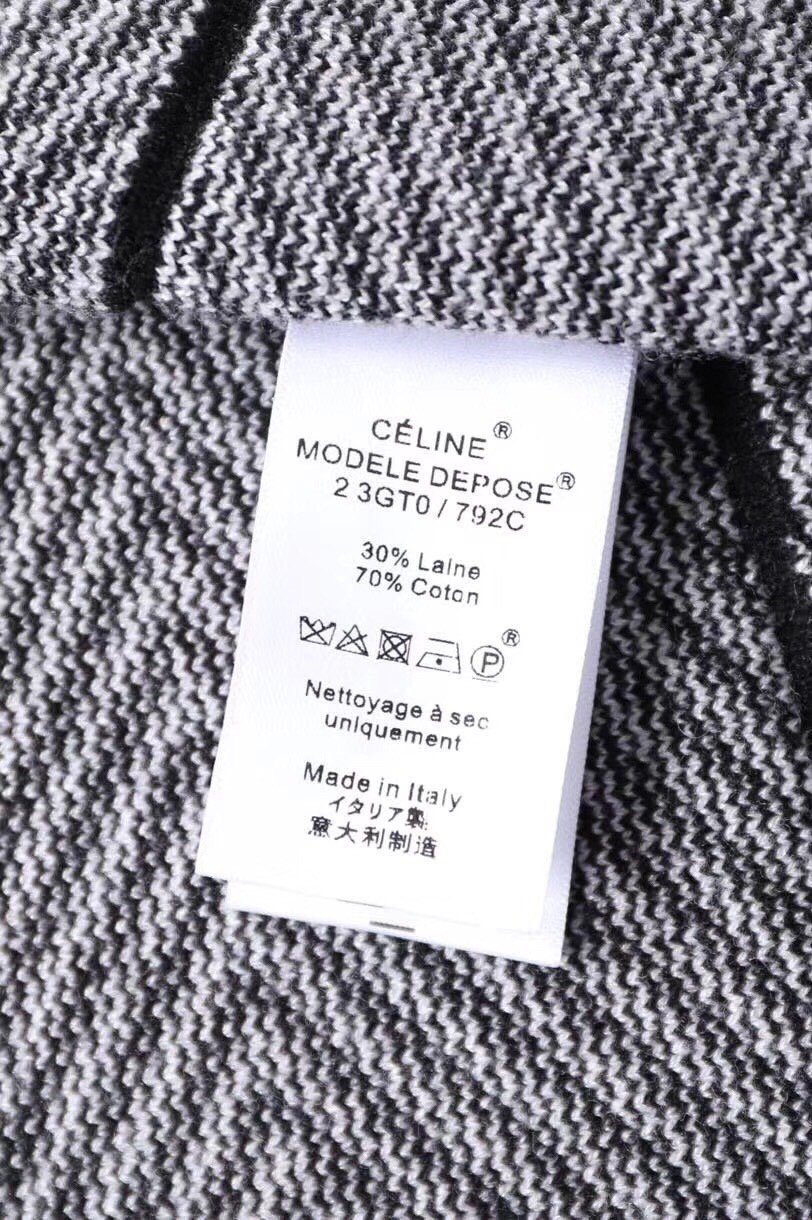 CÉLINE®
MODELE DEPOSE®
2 3GT0 / 792C
30% Laine
70% Coton
P®
Nettoyage à sec
uniquement
Made in Italy
イタリア製
意大利制造